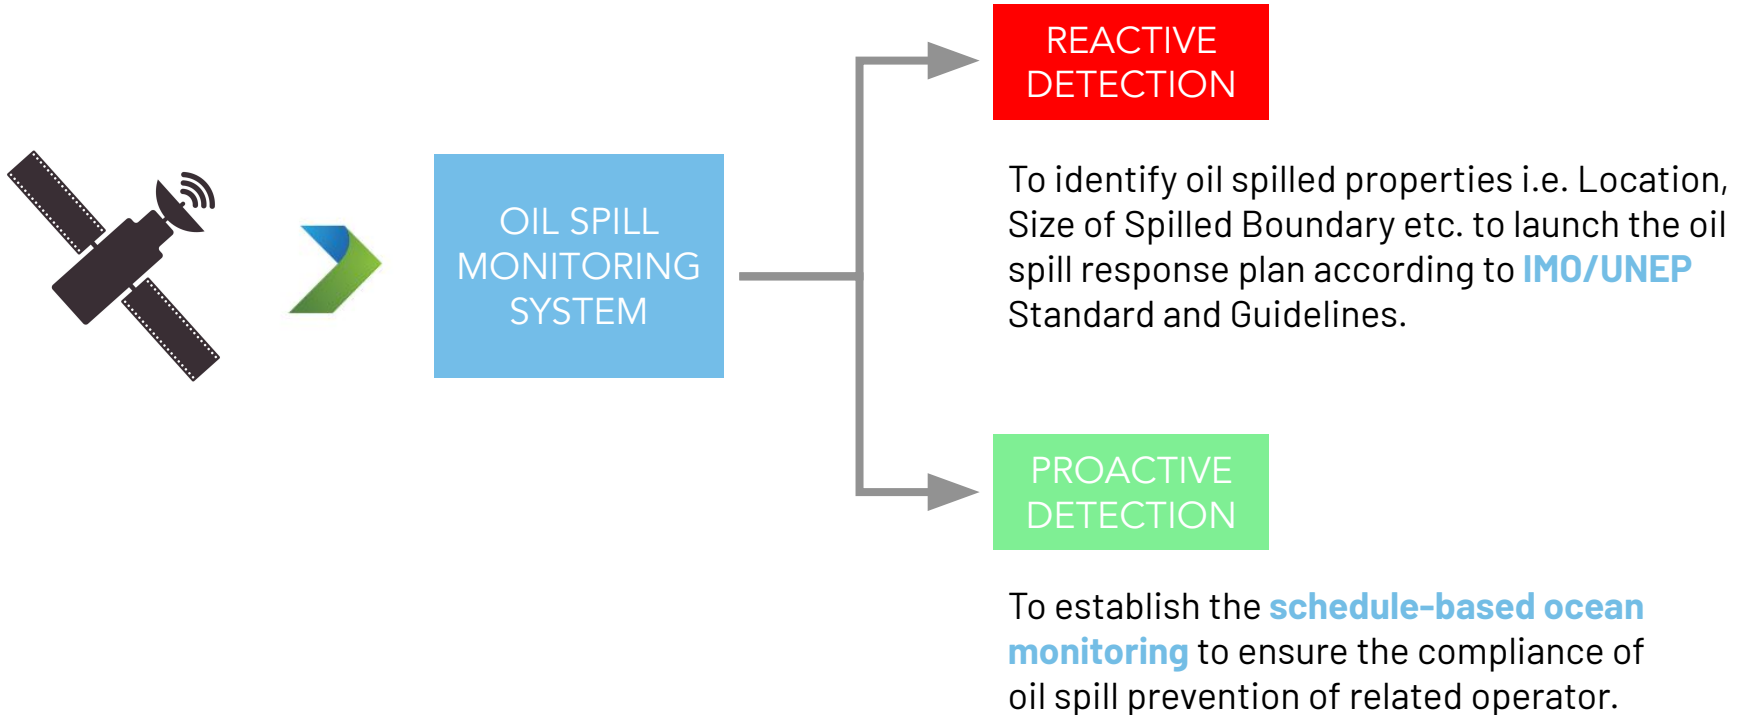 REACTIVE
DETECTION
To identify oil spilled properties i.e. Location,
Size of Spilled Boundary etc. to launch the oil
spill response plan according to IMO/UNEP
Standard and Guidelines.
OIL SPILL
MONITORING
SYSTEM
PROACTIVE
DETECTION
To establish the schedule-based ocean
monitoring to ensure the compliance of
oil spill prevention of related operator.